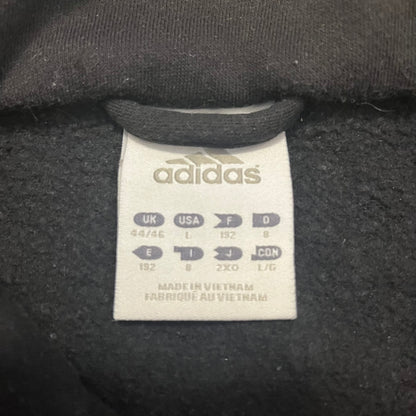 adidas
UK USA F D
44/46 L 192 8
E I J CDN
192 8 2XO L/G
MADE IN VIETNAM
FABRIQUÉ AU VIETNAM